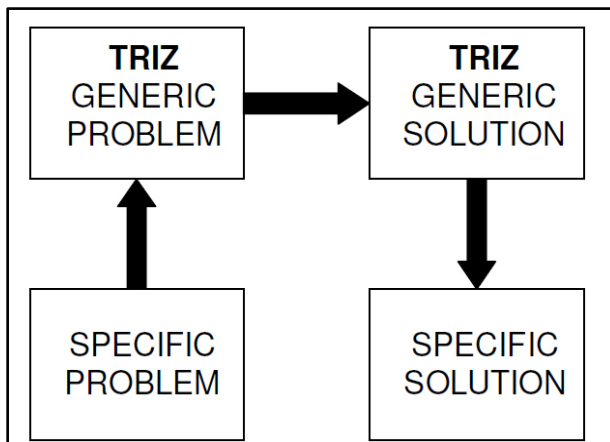 TRIZ
GENERIC
PROBLEM
TRIZ
GENERIC
SOLUTION
SPECIFIC
PROBLEM
SPECIFIC
SOLUTION